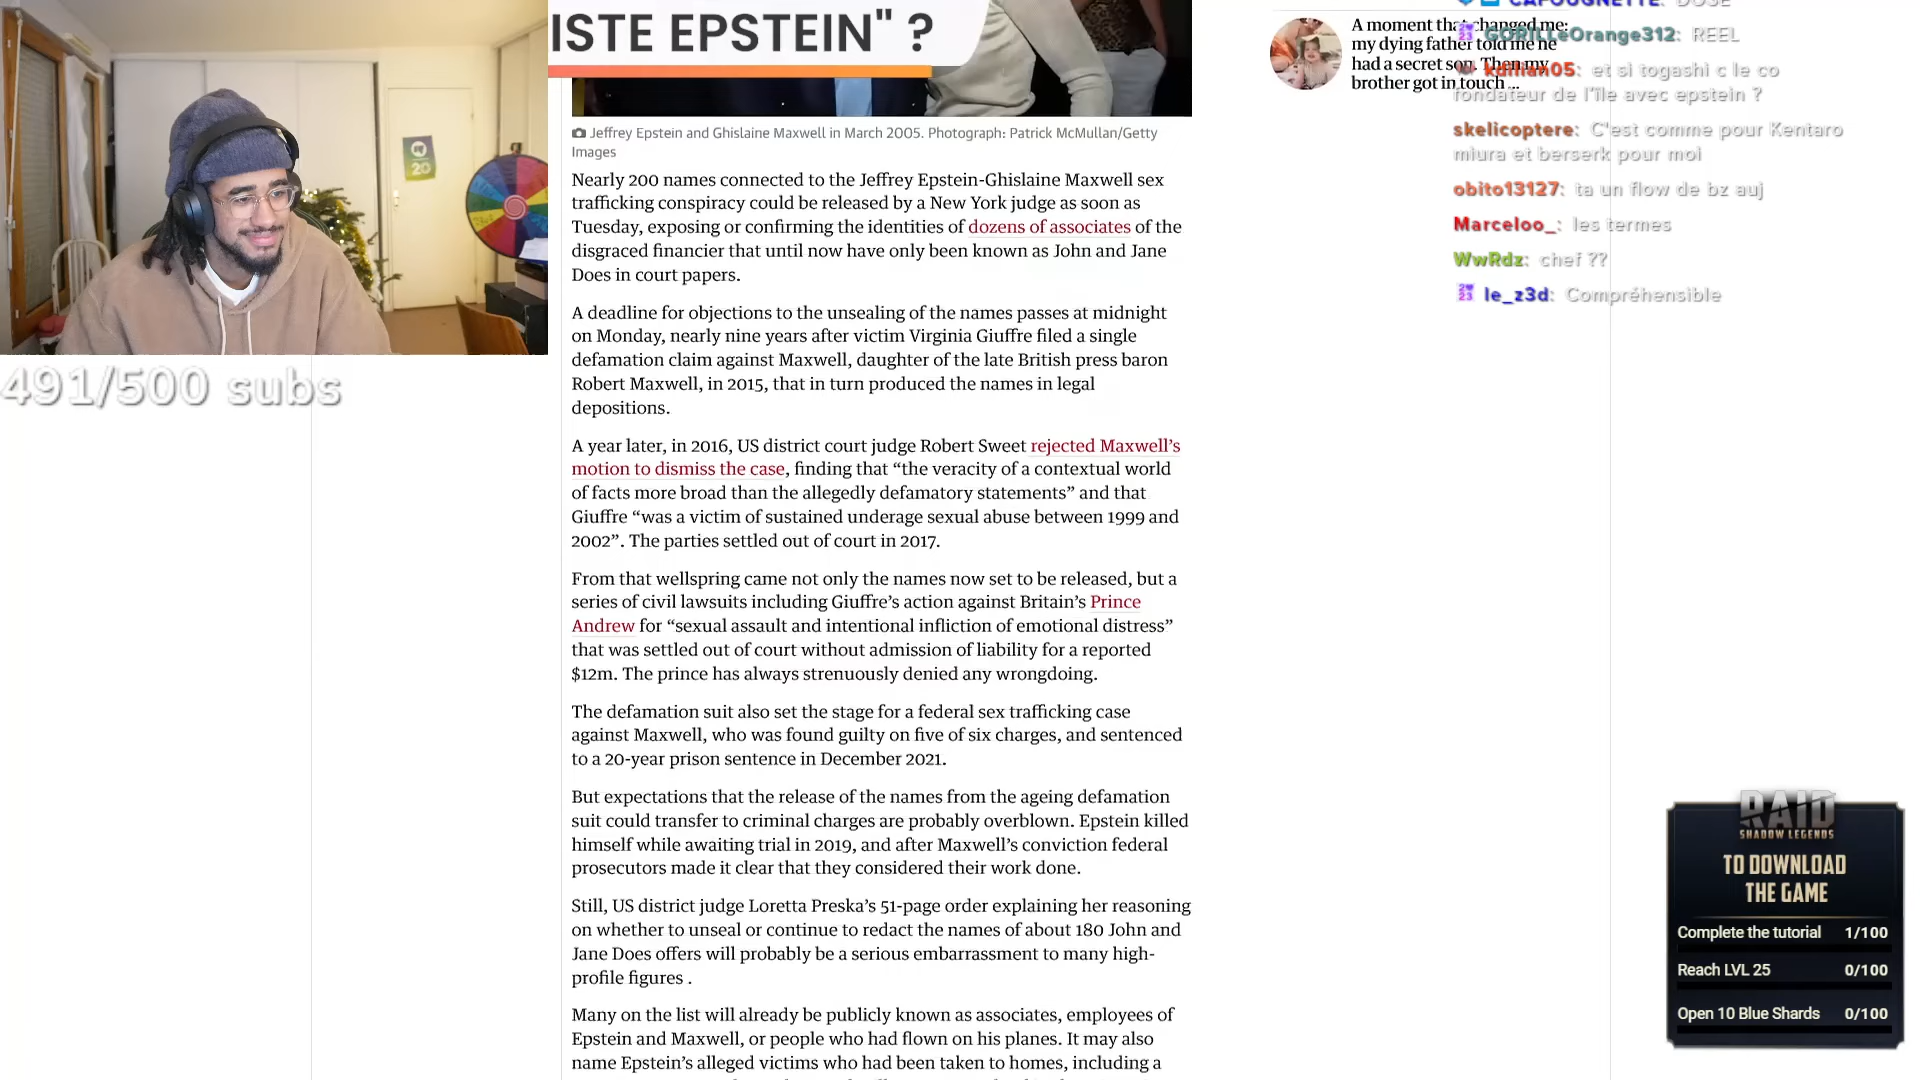 ISTE EPSTEIN" ?
Jeffrey Epstein and Ghislaine Maxwell in March 2005. Photograph: Patrick McMullan/Getty
Images
Nearly 200 names connected to the Jeffrey Epstein-Ghislaine Maxwell sex
trafficking conspiracy could be released by a New York judge as soon as
Tuesday, exposing or confirming the identities of dozens of associates of the
disgraced financier that until now have only been known as John and Jane
Does in court papers.
A deadline for objections to the unsealing of the names passes at midnight
on Monday, nearly nine years after victim Virginia Giuffre filed a single
defamation claim against Maxwell, daughter of the late British press baron
Robert Maxwell, in 2015, that in turn produced the names in legal
depositions.
A year later, in 2016, US district court judge Robert Sweet rejected Maxwell’s
motion to dismiss the case, finding that “the veracity of a contextual world
of facts more broad than the allegedly defamatory statements” and that
Giuffre “was a victim of sustained underage sexual abuse between 1999 and
2002”. The parties settled out of court in 2017.
From that wellspring came not only the names now set to be released, but a
series of civil lawsuits including Giuffre’s action against Britain’s Prince
Andrew for “sexual assault and intentional infliction of emotional distress”
that was settled out of court without admission of liability for a reported
$12m. The prince has always strenuously denied any wrongdoing.
The defamation suit also set the stage for a federal sex trafficking case
against Maxwell, who was found guilty on five of six charges, and sentenced
to a 20-year prison sentence in December 2021.
But expectations that the release of the names from the ageing defamation
suit could transfer to criminal charges are probably overblown. Epstein killed
himself while awaiting trial in 2019, and after Maxwell’s conviction federal
prosecutors made it clear that they considered their work done.
Still, US district judge Loretta Preska’s 51-page order explaining her reasoning
on whether to unseal or continue to redact the names of about 180 John and
Jane Does offers will probably be a serious embarrassment to many high-
profile figures .
Many on the list will already be publicly known as associates, employees of
Epstein and Maxwell, or people who had flown on his planes. It may also
name Epstein’s alleged victims who had been taken to homes, including a
20
491/500 subs
A moment that changed me:
my dying father told me he
had a secret son. Then my
brother got in touch ...
CAPOUGNETTE: DOSE
GORILLeOrange312: REEL
kdilian05: et si togashi c le co
fondateur de l'île avec epstein ?
skelicoptere: C'est comme pour Kentaro
miura et berserk pour moi
obito13127: ta un flow de bz auj
Marceloo_: les termes
WwRdz: chef ??
le_z3d: Compréhensible
RAID
SHADOW LEGENDS
TO DOWNLOAD
THE GAME
Complete the tutorial 1/100
Reach LVL 25 0/100
Open 10 Blue Shards 0/100